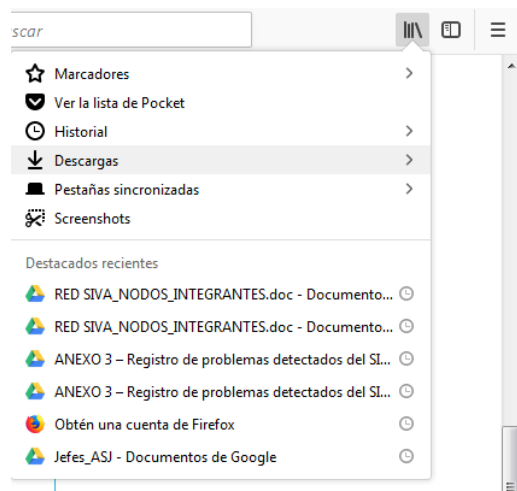 scar
Marcadores
Ver la lista de Pocket
Historial
Descargas
Pestañas sincronizadas
Screenshots
Destacados recientes
RED SIVA_NODOS_INTEGRANTES.doc - Documento...
RED SIVA_NODOS_INTEGRANTES.doc - Documento...
ANEXO 3 – Registro de problemas detectados del SI...
ANEXO 3 – Registro de problemas detectados del SI...
Obtén una cuenta de Firefox
Jefes_ASJ - Documentos de Google